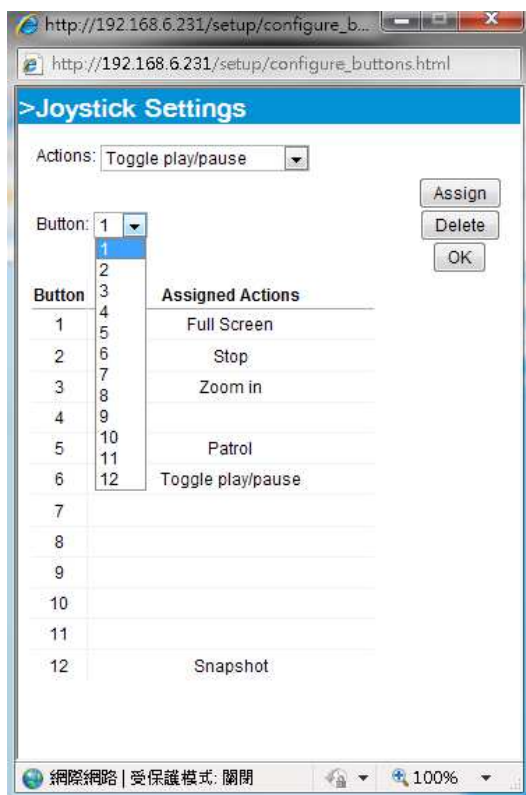 http://192.168.6.231/setup/configure_b...
http://192.168.6.231/setup/configure_buttons.html
>Joystick Settings
Actions: Toggle play/pause
Assign
Button: 1
Delete
OK
1
2
3
4
5
6
7
8
9
10
11
12
Button Assigned Actions
1 Full Screen
2 Stop
3 Zoom in
4
5 Patrol
6 Toggle play/pause
7
8
9
10
11
12 Snapshot
網際網路 | 受保護模式: 關閉 100%